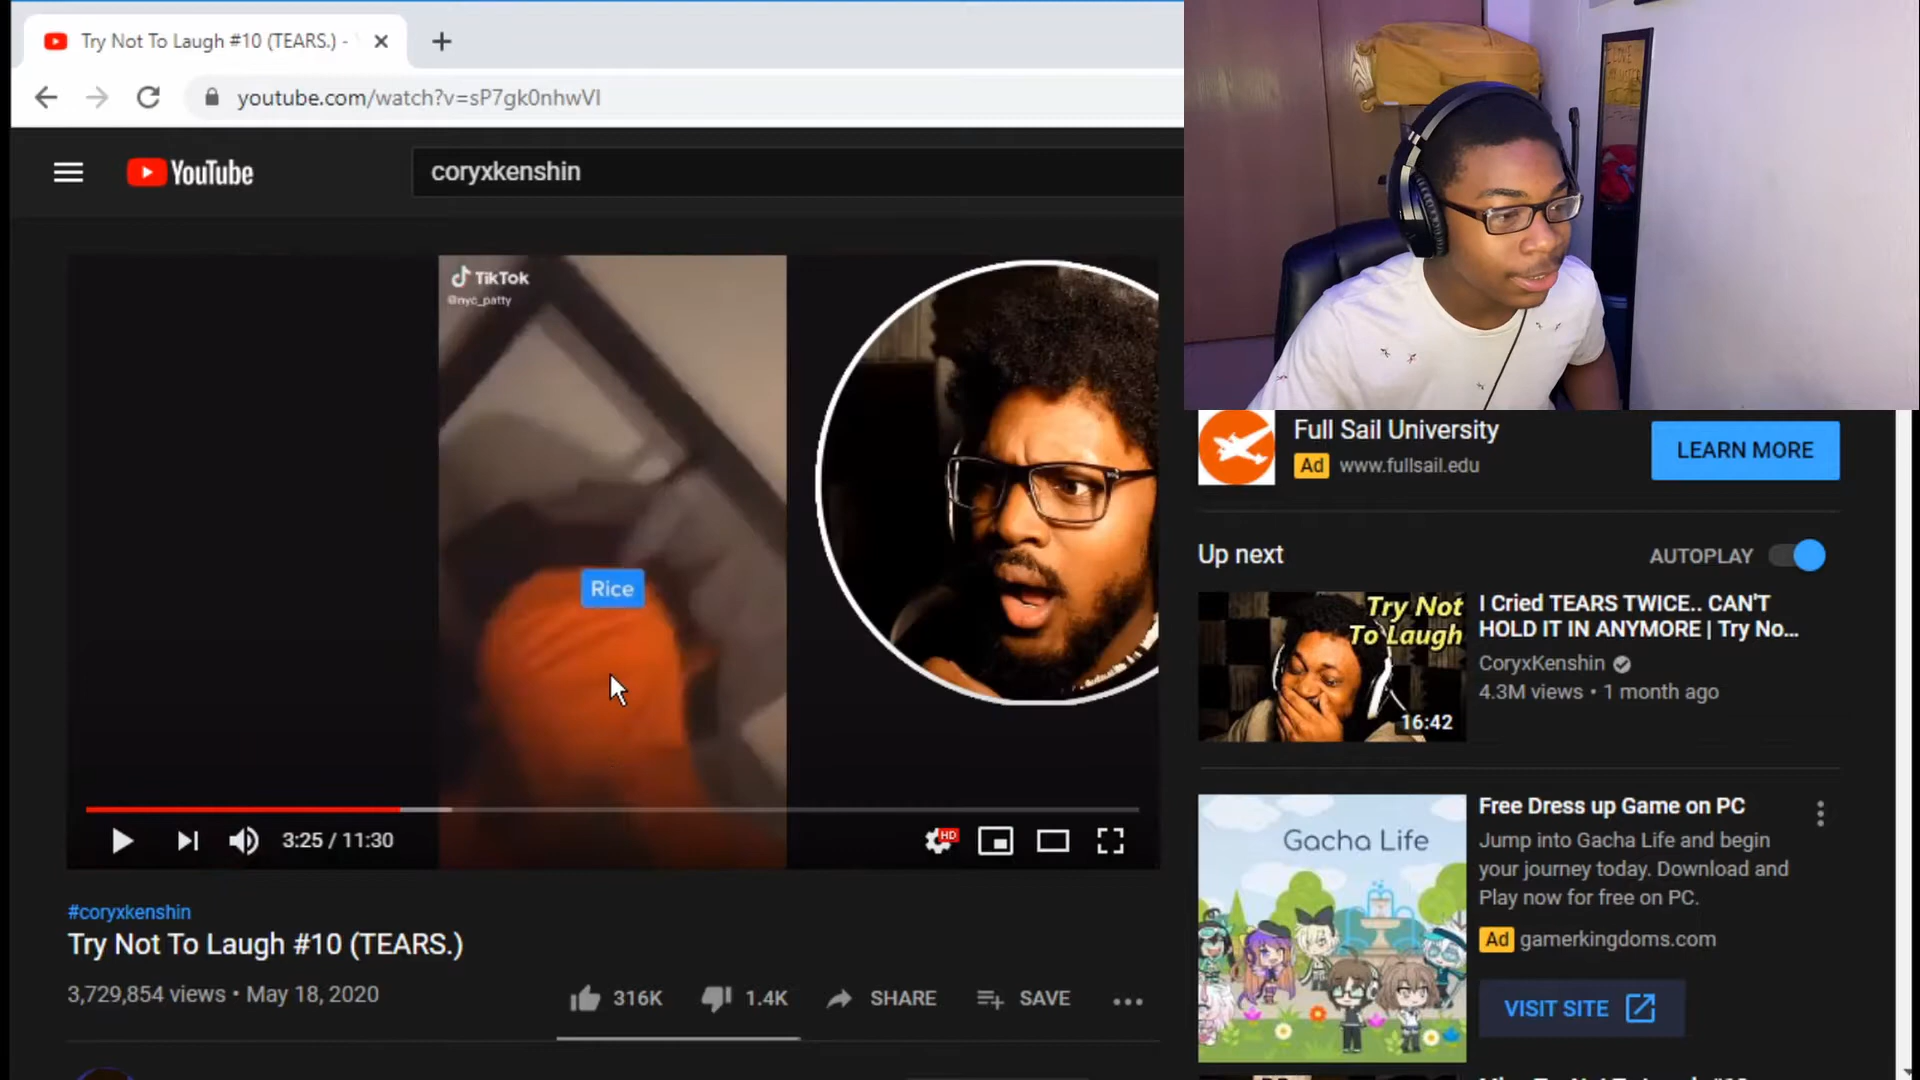 Try Not To Laugh #10 (TEARS.) -
youtube.com/watch?v=sP7gk0nhwVI
YouTube
coryxkenshin
TikTok
@nyc_patty
Rice
3:25 / 11:30
HD
#coryxkenshin
Try Not To Laugh #10 (TEARS.)
3,729,854 views • May 18, 2020
316K
1.4K
SHARE
SAVE
Full Sail University
Ad www.fullsail.edu
LEARN MORE
Up next
AUTOPLAY
Try Not
To Laugh
16:42
I Cried TEARS TWICE.. CAN'T
HOLD IT IN ANYMORE | Try No...
CoryxKenshin
4.3M views • 1 month ago
Gacha Life
Free Dress up Game on PC
Jump into Gacha Life and begin
your journey today. Download and
Play now for free on PC.
Ad gamerkingdoms.com
VISIT SITE